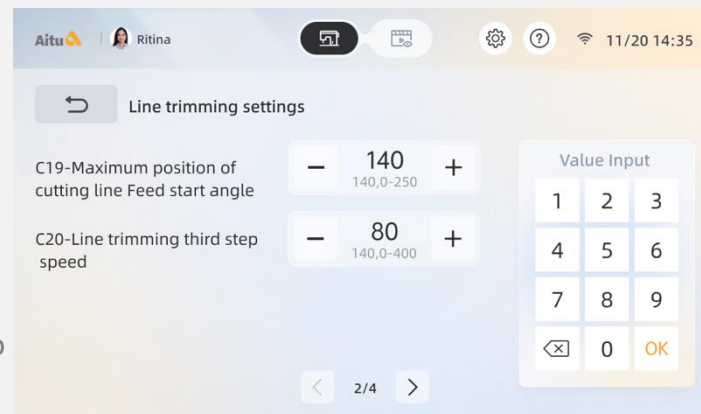 Aitu
Ritina
11/20 14:35
Line trimming settings
C19-Maximum position of
cutting line Feed start angle
140
140,0-250
C20-Line trimming third step
speed
80
140,0-400
Value Input
1 2 3
4 5 6
7 8 9
0 OK
2/4